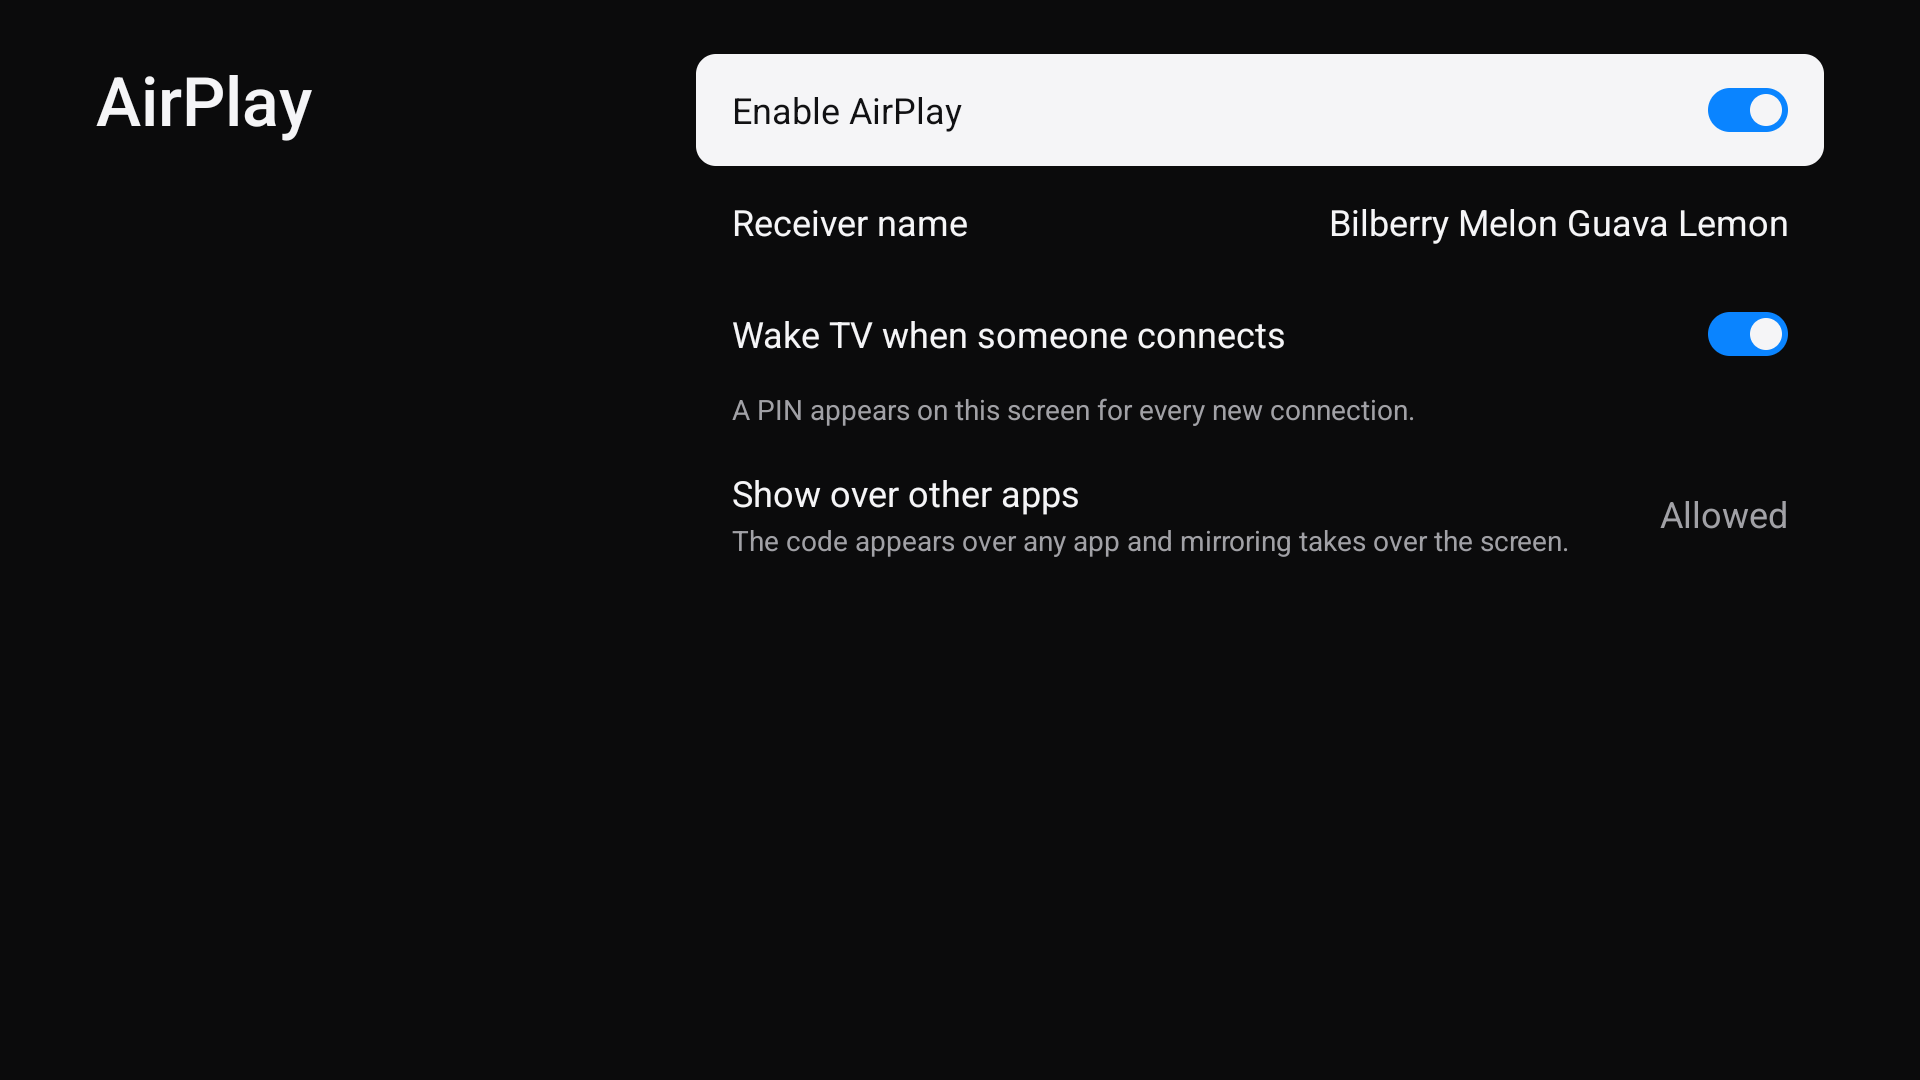 AirPlay
Enable AirPlay
Receiver name
Bilberry Melon Guava Lemon
Wake TV when someone connects
A PIN appears on this screen for every new connection.
Show over other apps
Allowed
The code appears over any app and mirroring takes over the screen.